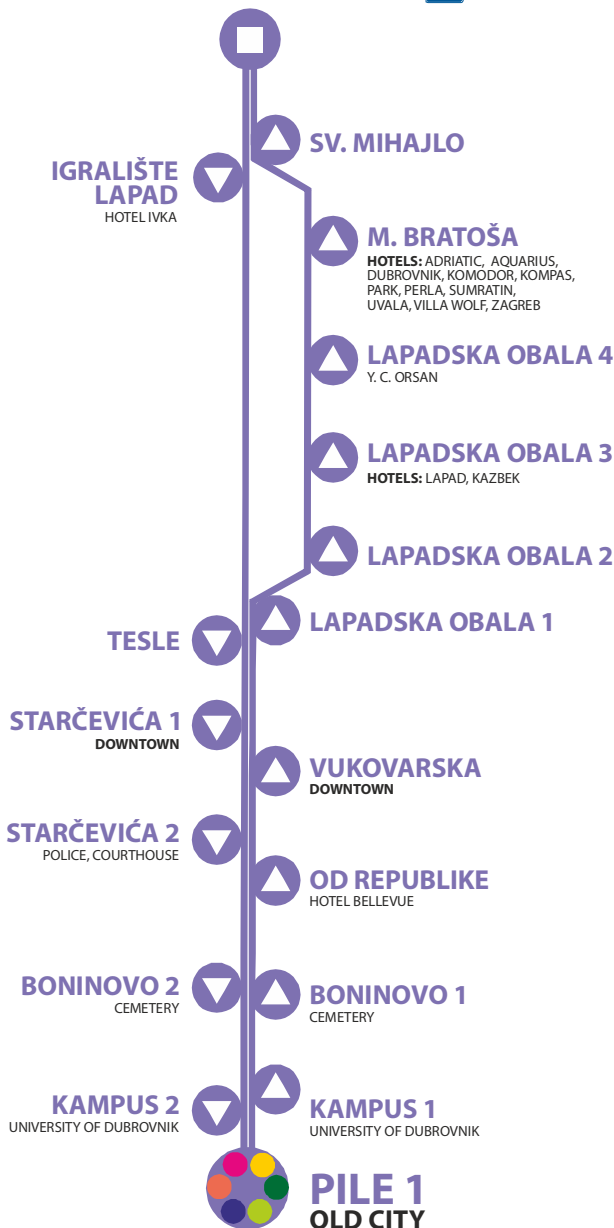 SV. MIHAJLO
IGRALIŠTE
LAPAD
HOTEL IVKA
M. BRATOŠA
HOTELS: ADRIATIC, AQUARIUS,
DUBROVNIK, KOMODOR, KOMPAS,
PARK, PERLA, SUMRATIN,
UVALA, VILLA WOLF, ZAGREB
LAPADSKA OBALA 4
Y. C. ORSAN
LAPADSKA OBALA 3
HOTELS: LAPAD, KAZBEK
LAPADSKA OBALA 2
LAPADSKA OBALA 1
TESLE
STARČEVIĆA 1
DOWNTOWN
VUKOVARSKA
DOWNTOWN
STARČEVIĆA 2
POLICE, COURTHOUSE
OD REPUBLIKE
HOTEL BELLEVUE
BONINOVO 2
CEMETERY
BONINOVO 1
CEMETERY
KAMPUS 2
UNIVERSITY OF DUBROVNIK
KAMPUS 1
UNIVERSITY OF DUBROVNIK
PILE 1
OLD CITY